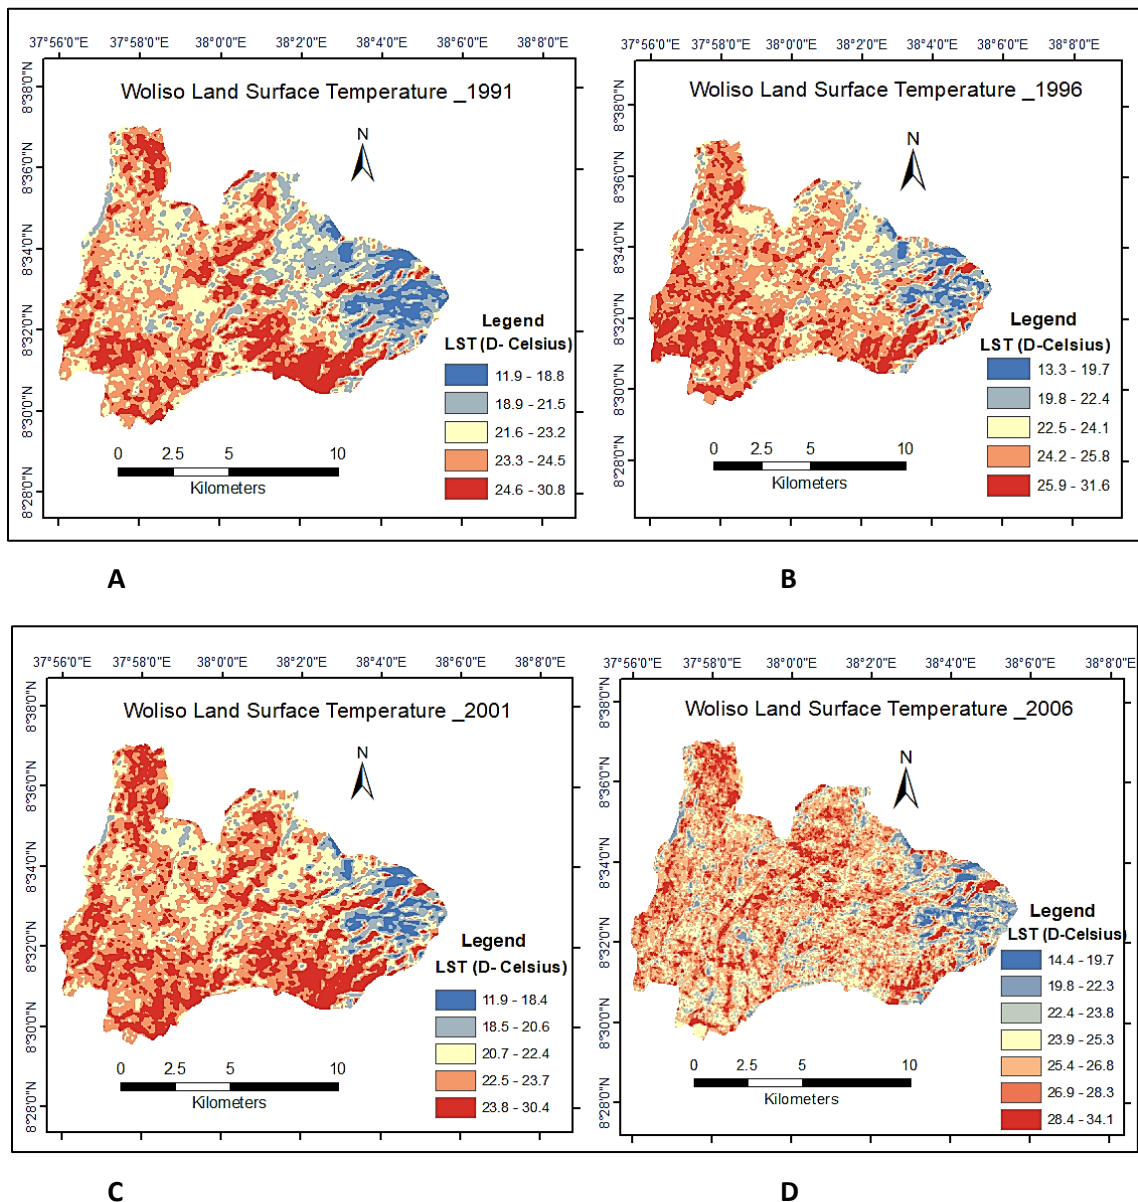 37°56'0"E 37°58'0"E 38°0'0"E 38°2'0"E 38°4'0"E 38°6'0"E 38°8'0"E
8°38'0"N
8°36'0"N
8°34'0"N
8°32'0"N
8°30'0"N
8°28'0"N
Woliso Land Surface Temperature _1991
N
Legend
LST (D- Celsius)
11.9 - 18.8
18.9 - 21.5
21.6 - 23.2
23.3 - 24.5
24.6 - 30.8
0 2.5 5 10
Kilometers
A
37°56'0"E 37°58'0"E 38°0'0"E 38°2'0"E 38°4'0"E 38°6'0"E 38°8'0"E
8°38'0"N
8°36'0"N
8°34'0"N
8°32'0"N
8°30'0"N
8°28'0"N
Woliso Land Surface Temperature _1996
N
Legend
LST (D-Celsius)
13.3 - 19.7
19.8 - 22.4
22.5 - 24.1
24.2 - 25.8
25.9 - 31.6
0 2.5 5 10
Kilometers
B
37°56'0"E 37°58'0"E 38°0'0"E 38°2'0"E 38°4'0"E 38°6'0"E 38°8'0"E
8°38'0"N
8°36'0"N
8°34'0"N
8°32'0"N
8°30'0"N
8°28'0"N
Woliso Land Surface Temperature _2001
N
Legend
LST (D- Celsius)
11.9 - 18.4
18.5 - 20.6
20.7 - 22.4
22.5 - 23.7
23.8 - 30.4
0 2.5 5 10
Kilometers
C
37°56'0"E 37°58'0"E 38°0'0"E 38°2'0"E 38°4'0"E 38°6'0"E 38°8'0"E
8°38'0"N
8°36'0"N
8°34'0"N
8°32'0"N
8°30'0"N
8°28'0"N
Woliso Land Surface Temperature _2006
N
Legend
LST (D-Celsius)
14.4 - 19.7
19.8 - 22.3
22.4 - 23.8
23.9 - 25.3
25.4 - 26.8
26.9 - 28.3
28.4 - 34.1
0 2.5 5 10
Kilometers
D